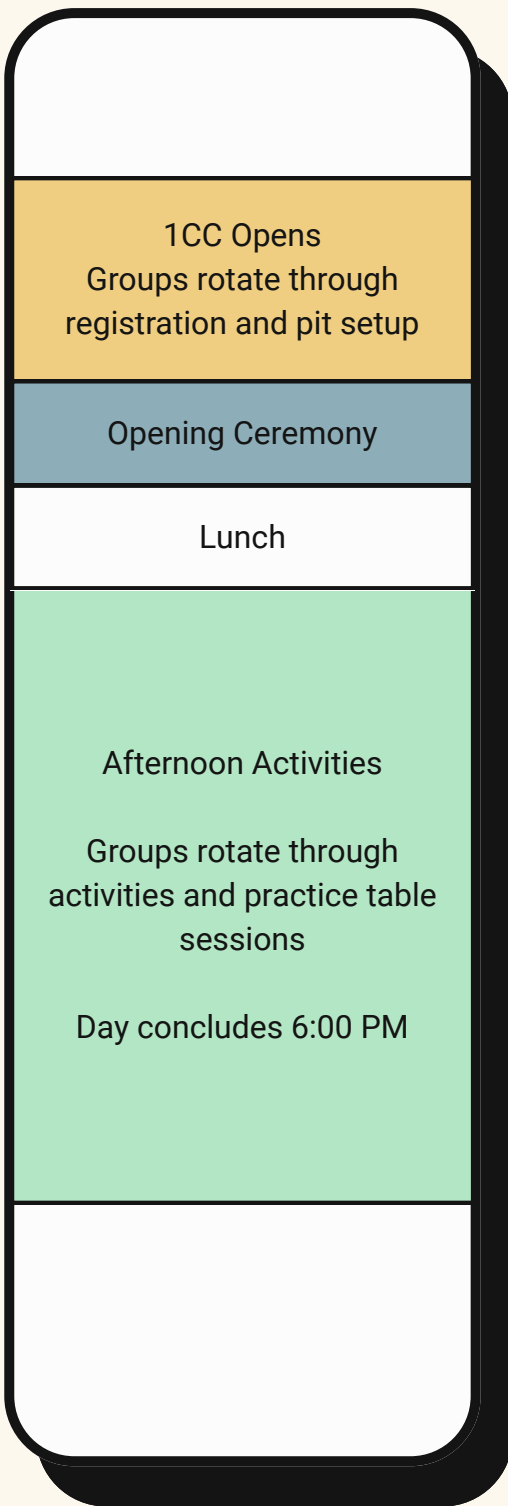 1CC Opens
Groups rotate through
registration and pit setup
Opening Ceremony
Lunch
Afternoon Activities
Groups rotate through
activities and practice table
sessions
Day concludes 6:00 PM